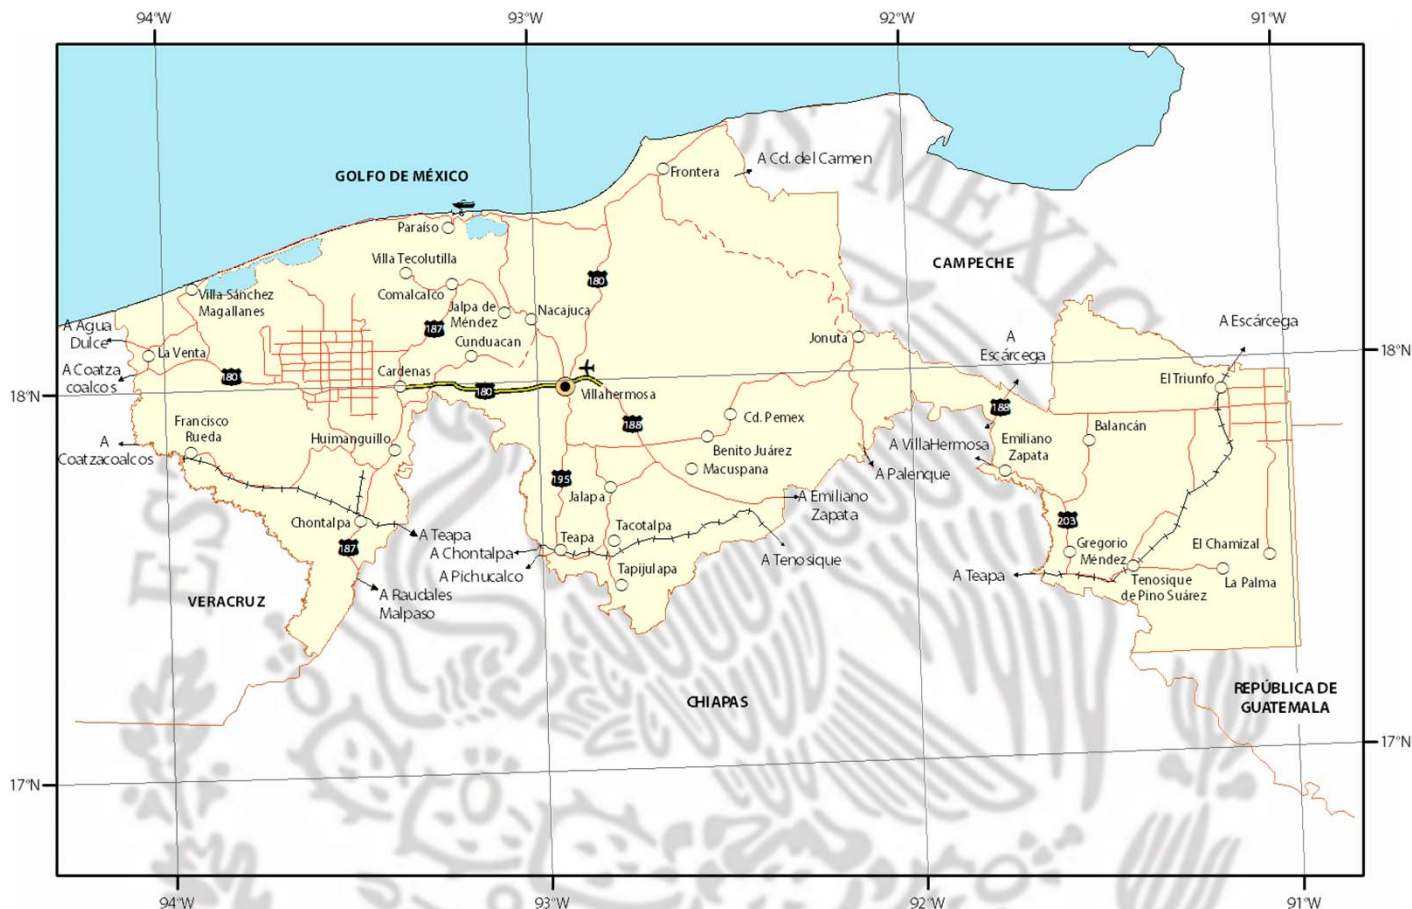 94°W
93°W
92°W
91°W
GOLFO DE MÉXICO
A Cd. del Carmen
Frontera
Paraíso
Villa Tecolutilla
CAMPECHE
180
Comalcalco
Villa Sánchez
Magallanes
Jalpa de
Méndez
Nacajuca
A Agua
Dulce
187
Cunduacan
Jonuta
A
Escárcega
A Escárcega
18°N
La Venta
A Coatza
coalcos
180
Cardenas
180
Villahermosa
El Triunfo
18°N
Francisco
Rueda
Huimanguillo
188
Cd. Pemex
188
Balancán
A
Coatzacoalcos
Benito Juárez
Macuspana
A VillaHermosa
Emiliano
Zapata
A Palenque
195
Jalapa
A Emiliano
Zapata
Chontalpa
187
A Teapa
A Chontalpa
Teapa
Tacotalpa
203
Gregorio
Méndez
El Chamizal
A Pichucalco
Tapijulapa
A Tenosique
A Teapa
Tenosique
de Pino Suárez
La Palma
VERACRUZ
A Raudales
Malpaso
CHIAPAS
REPÚBLICA DE
GUATEMALA
17°N
17°N
94°W
93°W
92°W
91°W
ES
OS MEXIC